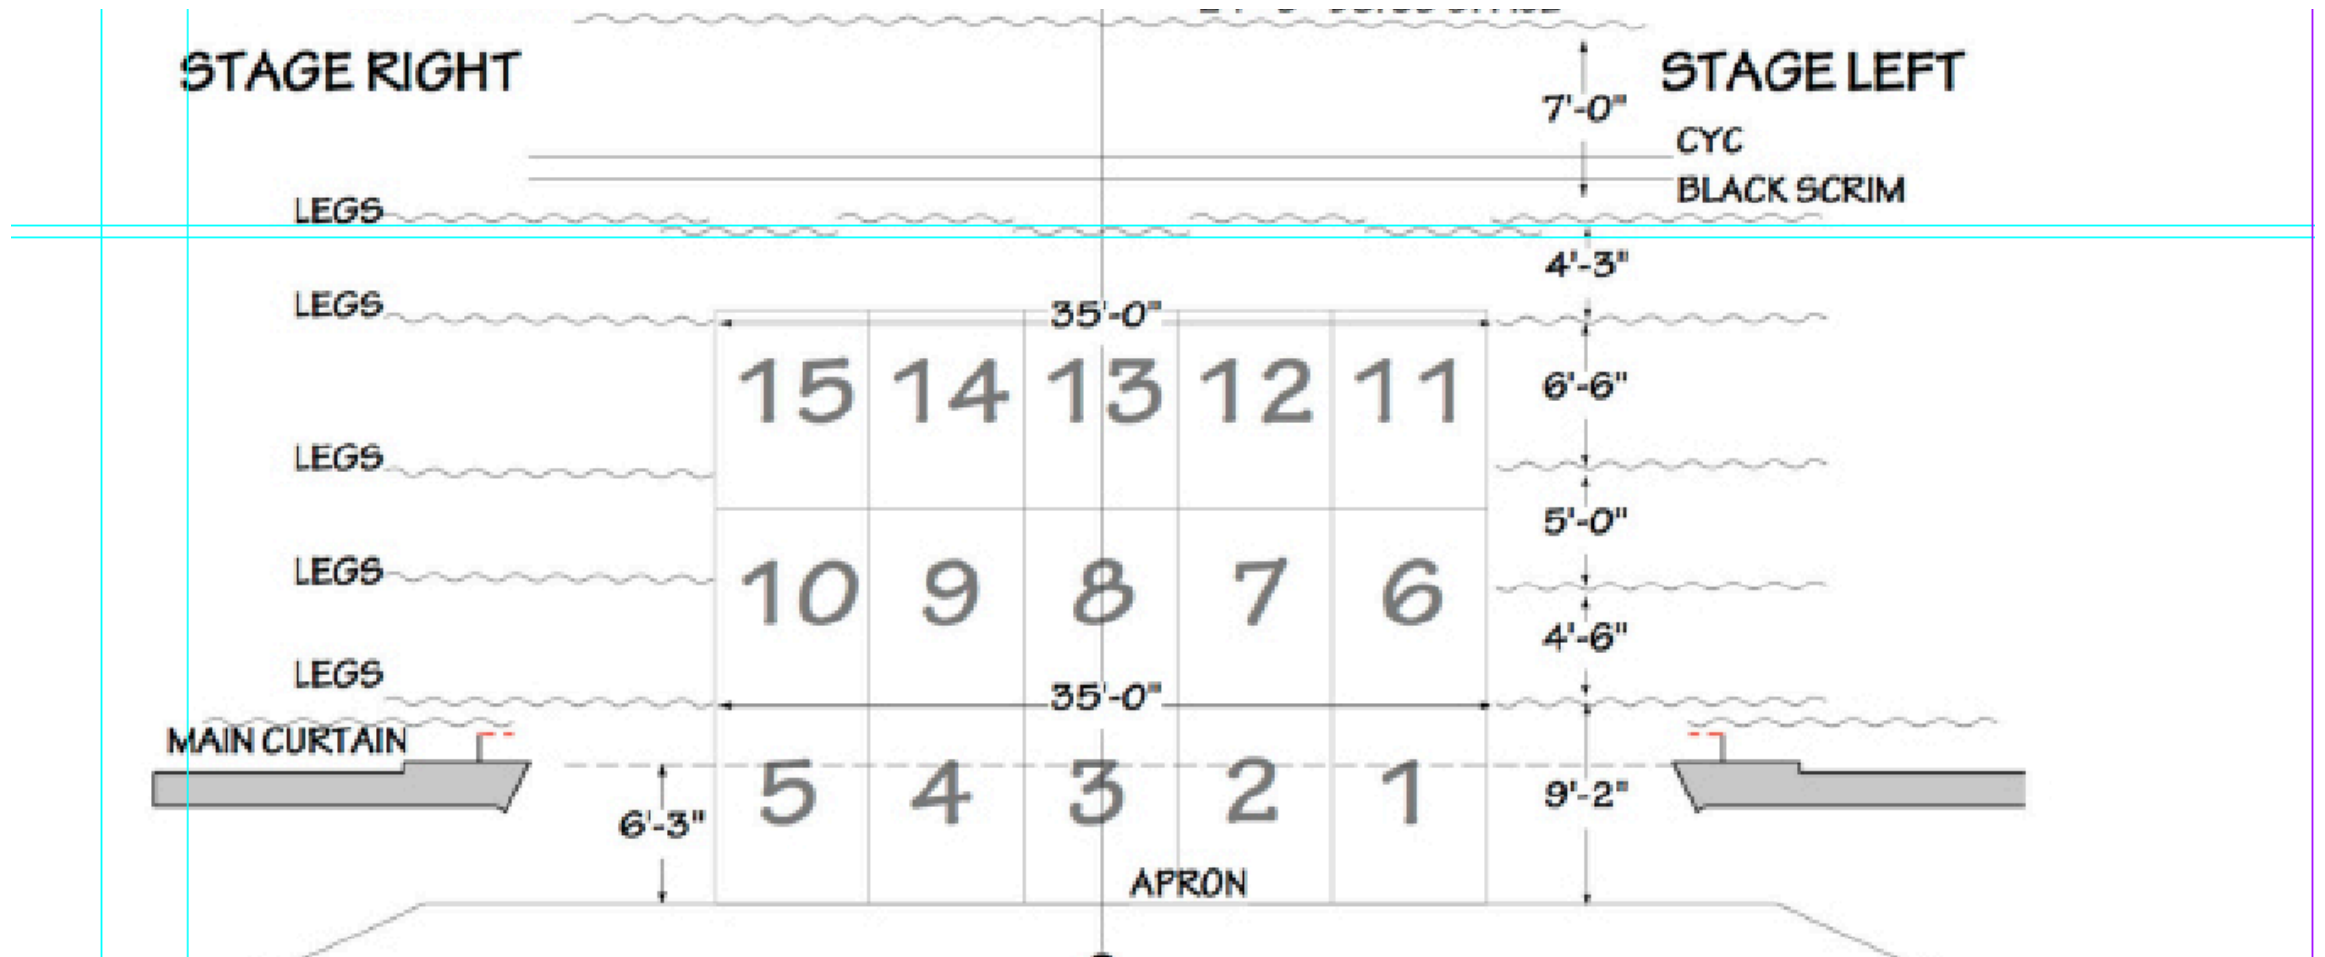 STAGE RIGHT
STAGE LEFT
7'-0"
CYC
BLACK SCRIM
LEGS
4'-3"
LEGS
35'-0"
15 14 13 12 11
6'-6"
LEGS
5'-0"
LEGS
10 9 8 7 6
4'-6"
LEGS
35'-0"
MAIN CURTAIN
5 4 3 2 1
9'-2"
6'-3"
APRON